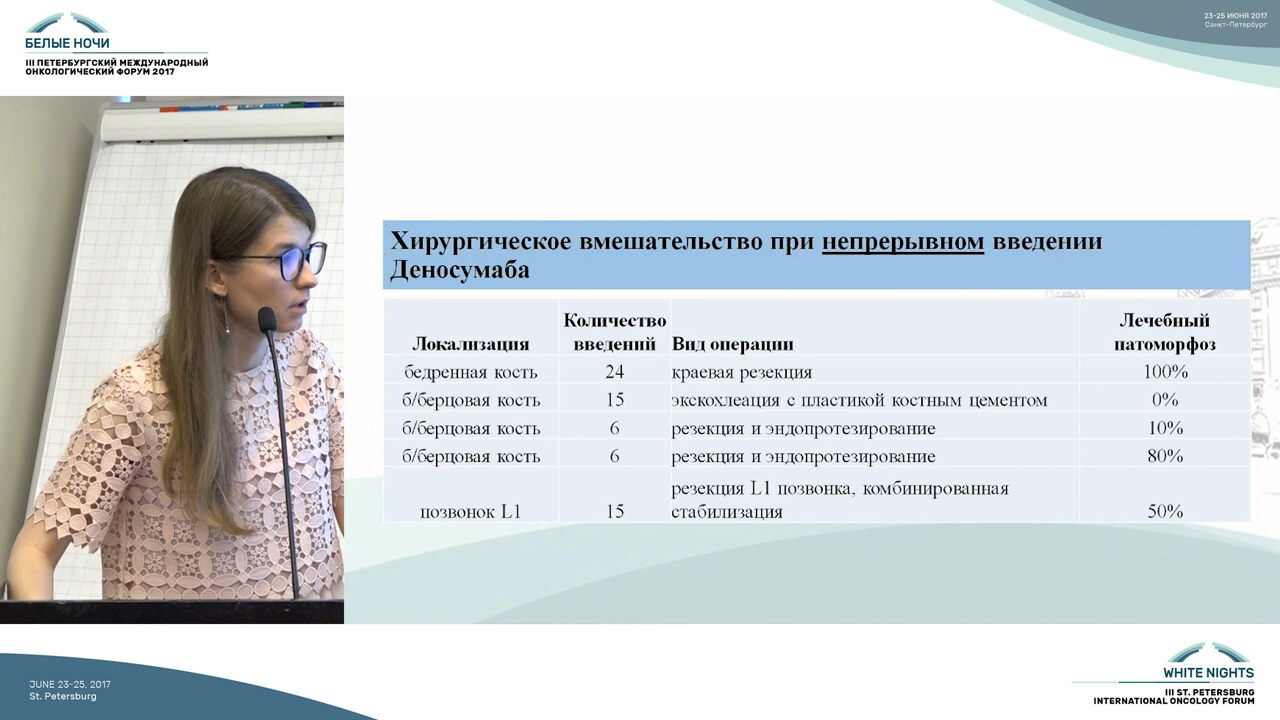 БЕЛЫЕ НОЧИ
III ПЕТЕРБУРГСКИЙ МЕЖДУНАРОДНЫЙ
ОНКОЛОГИЧЕСКИЙ ФОРУМ 2017
23-25 ИЮНЯ 2017
Санкт-Петербург
Хирургическое вмешательство при непрерывном введении
Деносумаба
Локализация Количество введений Вид операции Лечебный патоморфоз
бедренная кость 24 краевая резекция 100%
б/берцовая кость 15 экскохлеация с пластикой костным цементом 0%
б/берцовая кость 6 резекция и эндопротезирование 10%
б/берцовая кость 6 резекция и эндопротезирование 80%
позвонок L1 15 резекция L1 позвонка, комбинированная стабилизация 50%
JUNE 23-25, 2017
St. Petersburg
WHITE NIGHTS
III ST. PETERSBURG
INTERNATIONAL ONCOLOGY FORUM